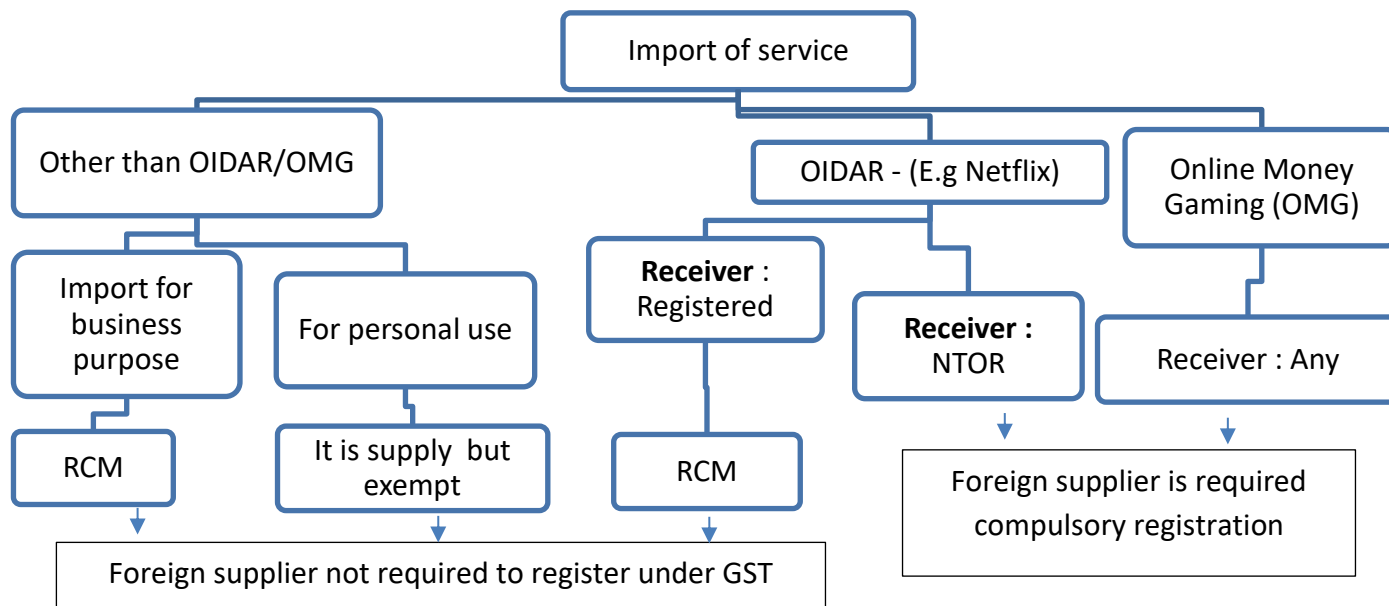 Import of service
Other than OIDAR/OMG
OIDAR - (E.g Netflix)
Online Money
Gaming (OMG)
Import for
business
purpose
For personal use
Receiver :
Registered
Receiver :
NTOR
Receiver : Any
RCM
It is supply but
exempt
RCM
Foreign supplier is required
compulsory registration
Foreign supplier not required to register under GST